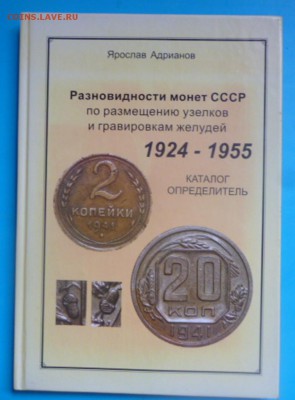 coins.lave.ru
Ярослав Адрианов
Разновидности монет СССР
по размещению узелков
и гравировкам желудей
1924 - 1955
КАТАЛОГ
ОПРЕДЕЛИТЕЛЬ
2
КОПЕЙКИ
1941
20
КОП
1941